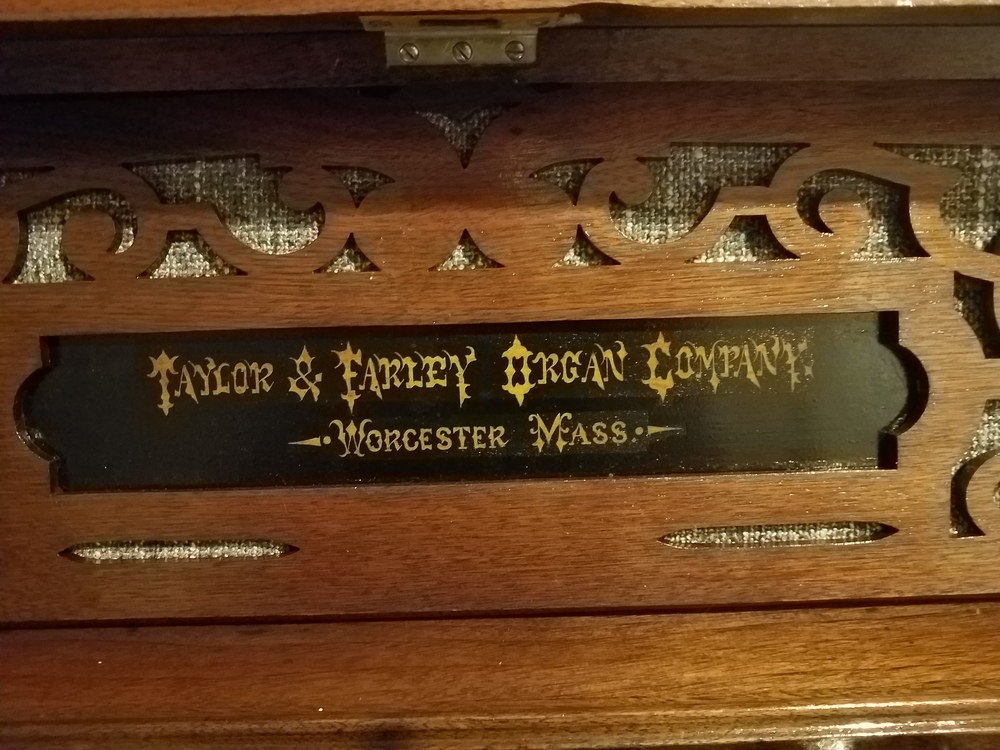 TAYLOR & FARLEY ORGAN COMPANY.
WORCESTER MASS.